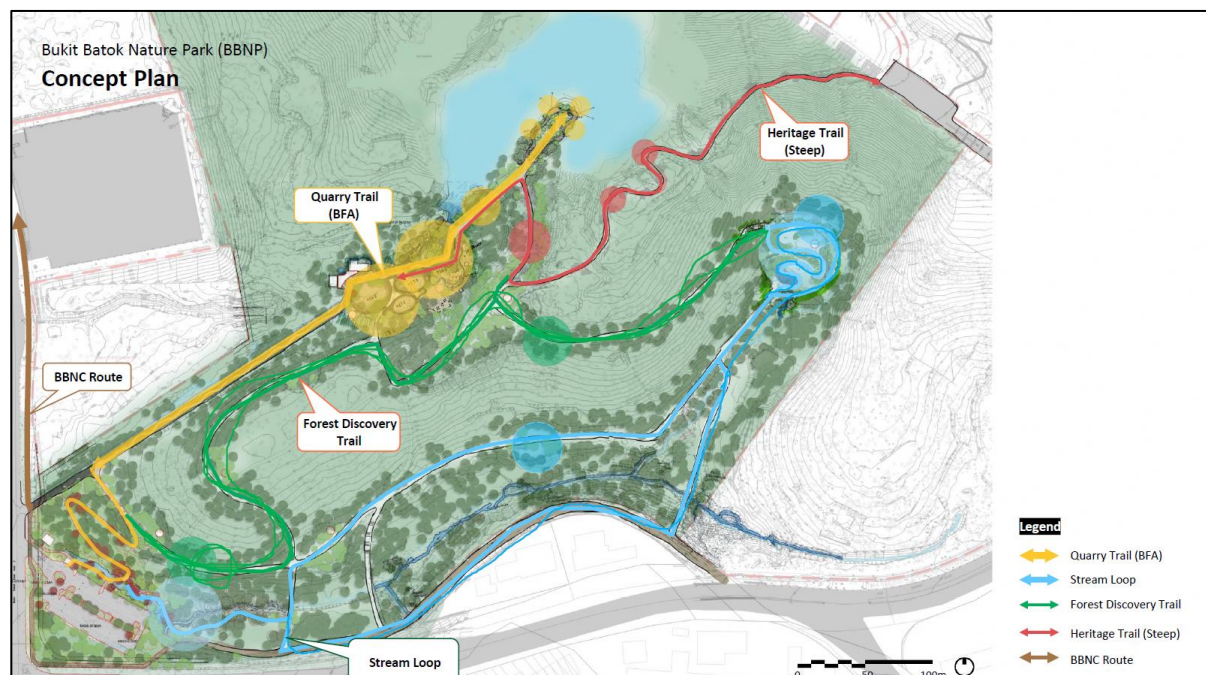 Bukit Batok Nature Park (BBNP)
Concept Plan
Heritage Trail
(Steep)
Quarry Trail
(BFA)
BBNC Route
Forest Discovery
Trail
Stream Loop
Legend
Quarry Trail (BFA)
Stream Loop
Forest Discovery Trail
Heritage Trail (Steep)
BBNC Route
0 50 100m